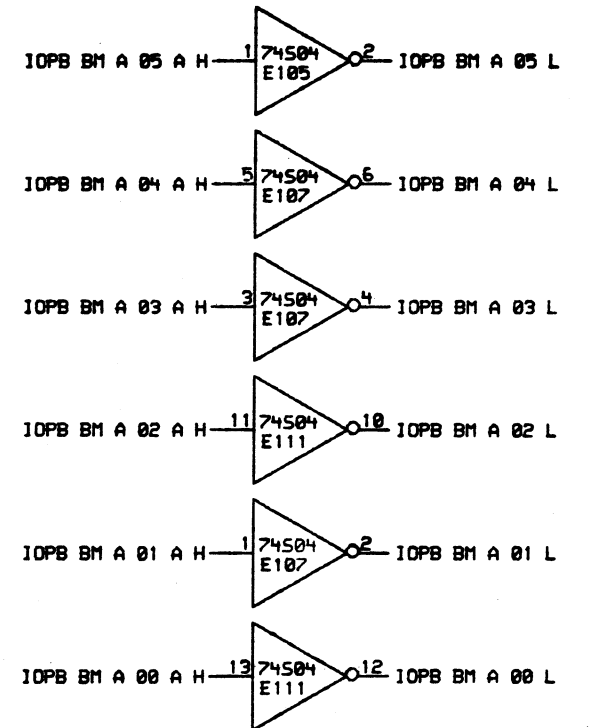 IOPB BM A 05 A H 1 74S04 2 IOPB BM A 05 L
E105
IOPB BM A 04 A H 5 74S04 6 IOPB BM A 04 L
E107
IOPB BM A 03 A H 3 74S04 4 IOPB BM A 03 L
E107
IOPB BM A 02 A H 11 74S04 10 IOPB BM A 02 L
E111
IOPB BM A 01 A H 1 74S04 2 IOPB BM A 01 L
E107
IOPB BM A 00 A H 13 74S04 12 IOPB BM A 00 L
E111